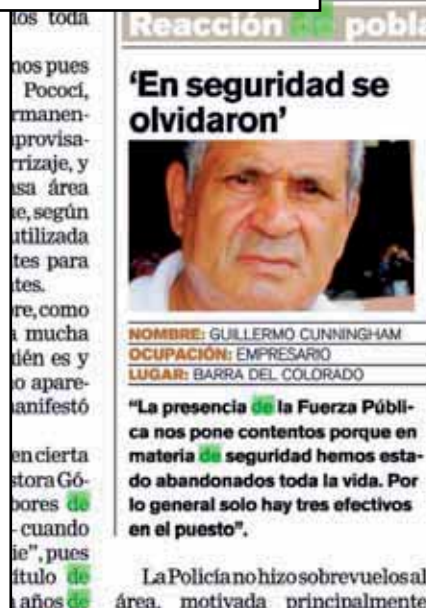 los toda
nos pues
Pococí,
rmanen-
provisa-
rrizaje, y
sa área
e, según
utilizada
tes para
tes.
re, como
mucha
ién es y
o apare-
anifestó
en cierta
stora Gó-
bores de
- cuando
ie”, pues
ítulo de
años de
Reacción de pobla
‘En seguridad se
olvidaron’
NOMBRE: GUILLERMO CUNNINGHAM
OCUPACIÓN: EMPRESARIO
LUGAR: BARRA DEL COLORADO
“La presencia de la Fuerza Públi-
ca nos pone contentos porque en
materia de seguridad hemos esta-
do abandonados toda la vida. Por
lo general solo hay tres efectivos
en el puesto”.
La Policía no hizo sobrevuelos al
área, motivada principalmente